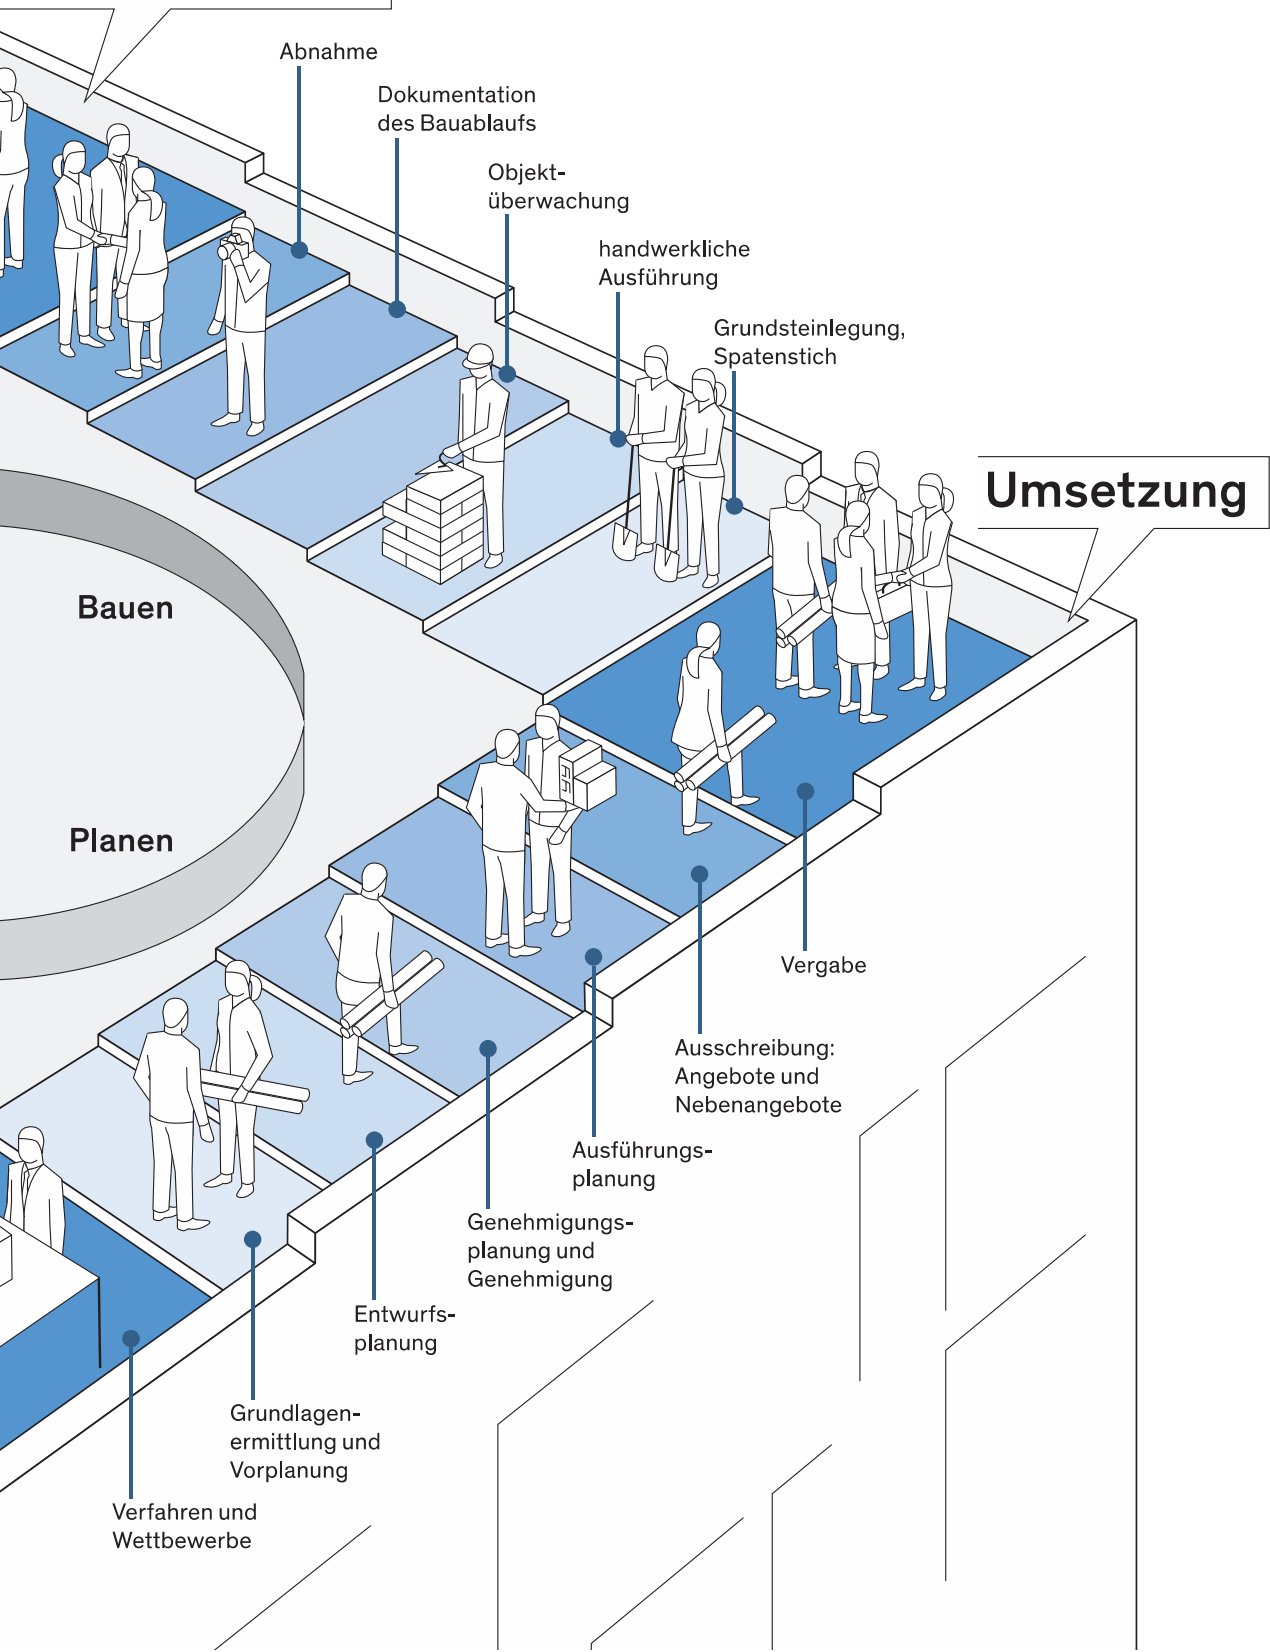 Abnahme
Dokumentation
des Bauablaufs
Objekt-
überwachung
handwerkliche
Ausführung
Grundsteinlegung,
Spatenstich
Umsetzung
Bauen
Planen
Vergabe
Ausschreibung:
Angebote und
Nebenangebote
Ausführungs-
planung
Genehmigungs-
planung und
Genehmigung
Entwurfs-
planung
Grundlagen-
ermittlung und
Vorplanung
Verfahren und
Wettbewerbe